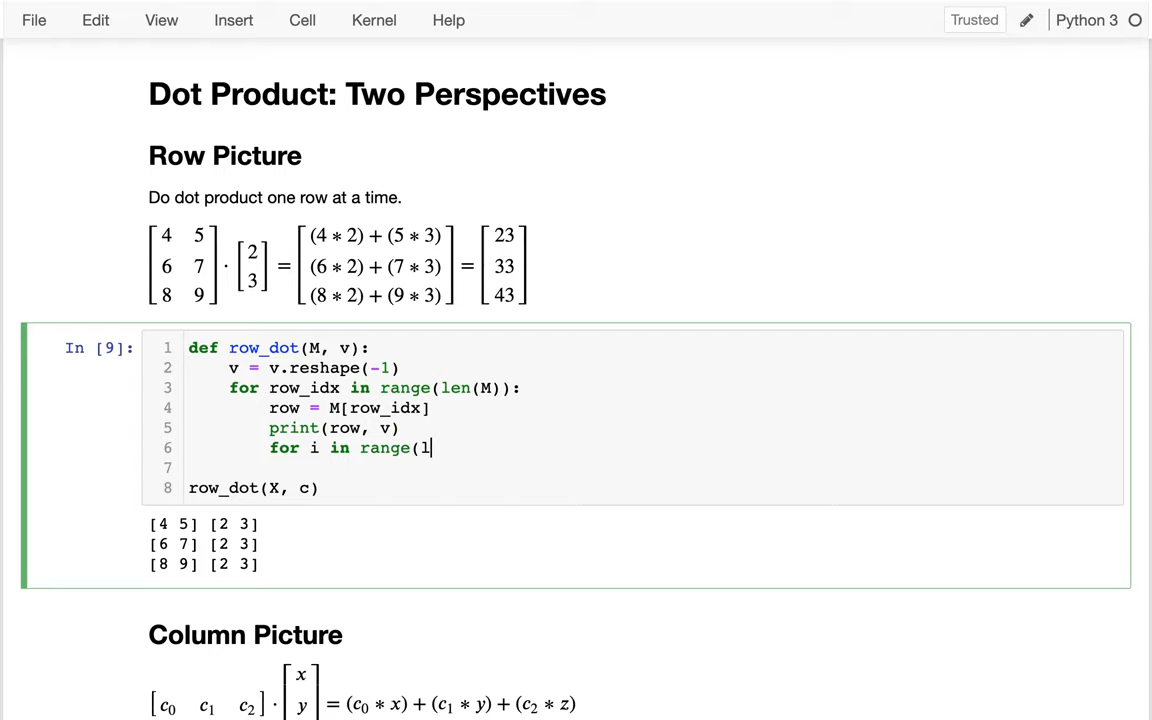 File Edit View Insert Cell Kernel Help Trusted Python 3
Dot Product: Two Perspectives
Row Picture
Do dot product one row at a time.
[4 5; 6 7; 8 9] · [2; 3] = [(4 ∗ 2) + (5 ∗ 3); (6 ∗ 2) + (7 ∗ 3); (8 ∗ 2) + (9 ∗ 3)] = [23; 33; 43]
In [9]:
1 def row_dot(M, v):
2     v = v.reshape(-1)
3     for row_idx in range(len(M)):
4         row = M[row_idx]
5         print(row, v)
6         for i in range(l
7
8 row_dot(X, c)
[4 5] [2 3]
[6 7] [2 3]
[8 9] [2 3]
Column Picture
[c₀ c₁ c₂] · [x; y = (c₀ ∗ x) + (c₁ ∗ y) + (c₂ ∗ z)